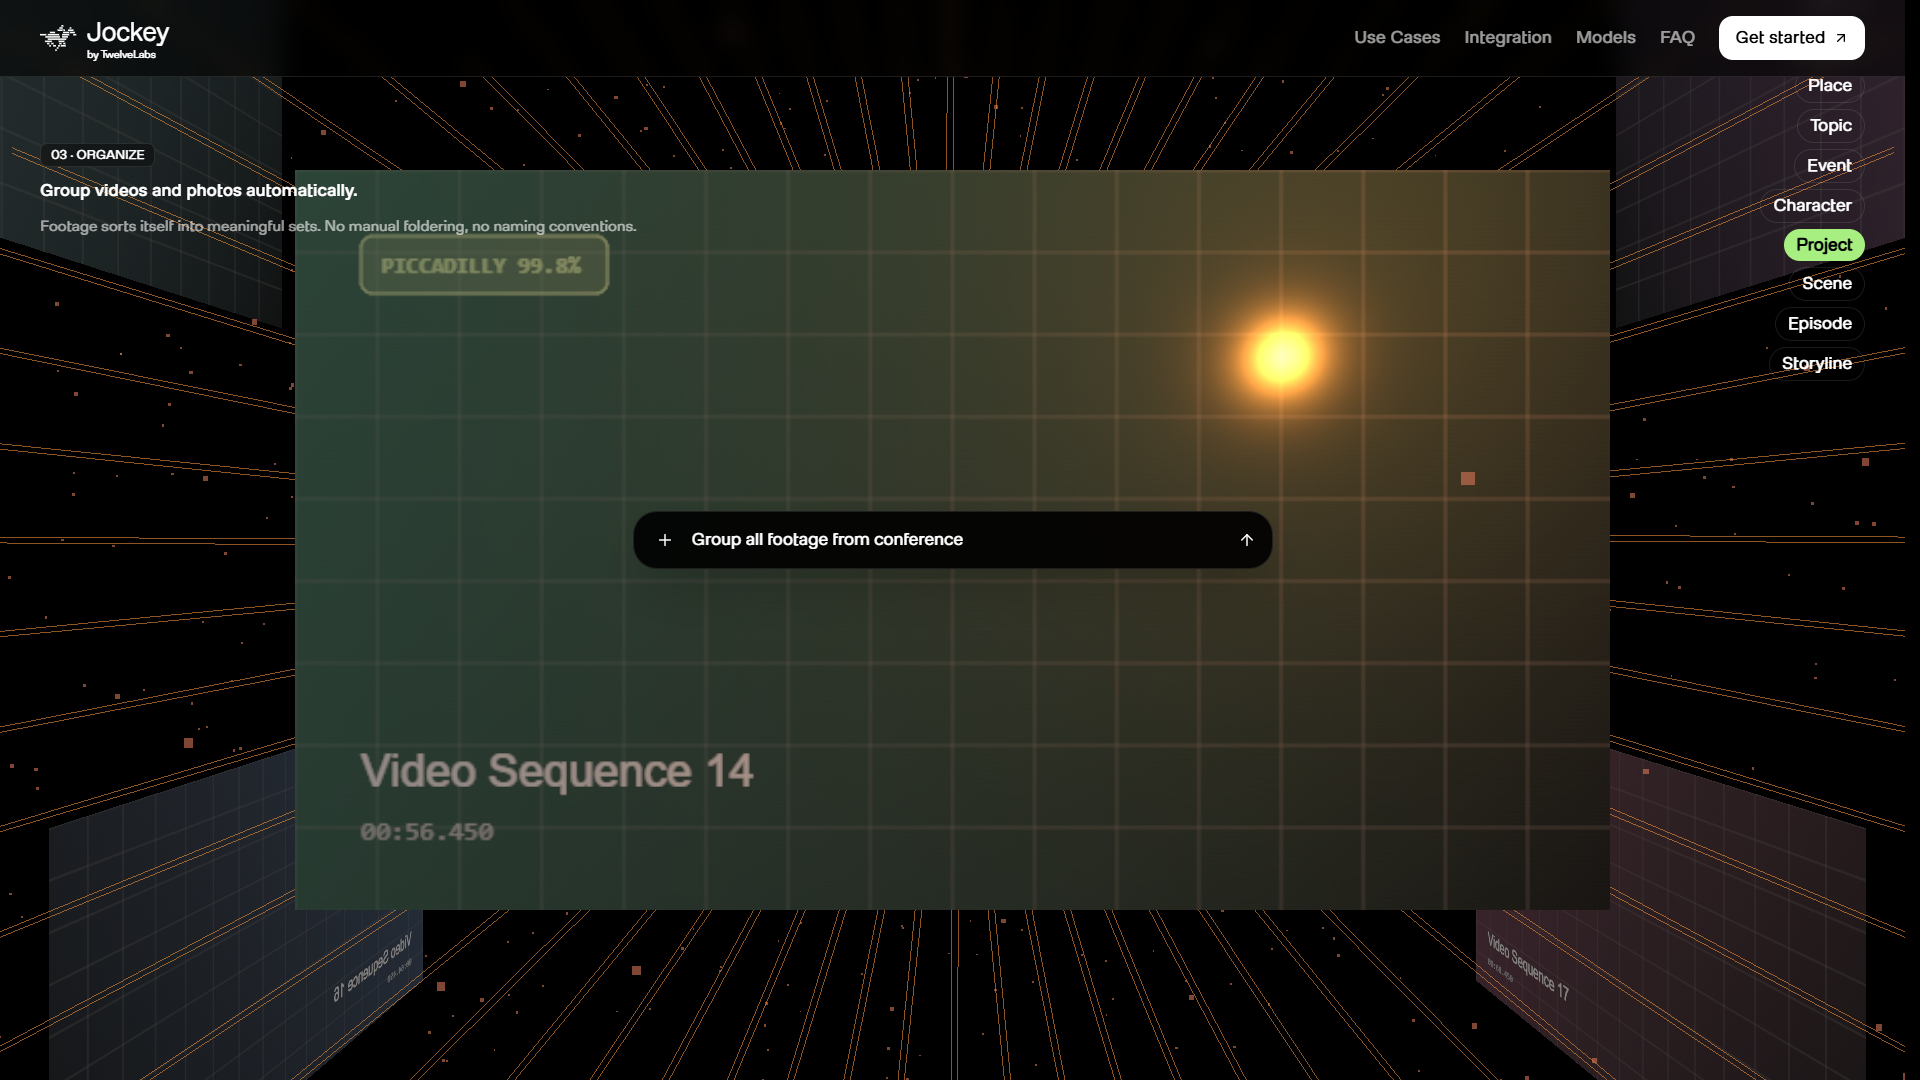 Jockey
by TwelveLabs
Use Cases
Integration
Models
FAQ
Get started
Place
Topic
Event
Character
Project
Scene
Episode
Storyline
03 · ORGANIZE
Group videos and photos automatically.
Footage sorts itself into meaningful sets. No manual foldering, no naming conventions.
PICCADILLY 99.8%
Group all footage from conference
Video Sequence 14
00:56.450
Video Sequence 16
Video Sequence 17